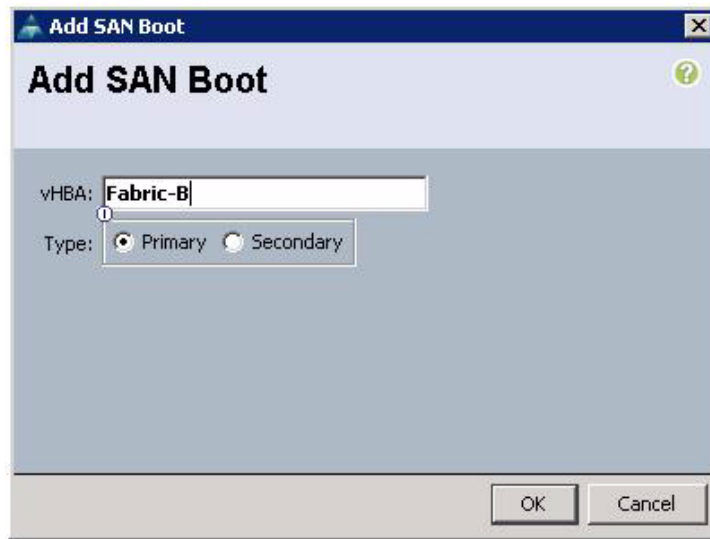 Add SAN Boot
Add SAN Boot
vHBA: Fabric-B
Type: Primary Secondary
OK Cancel